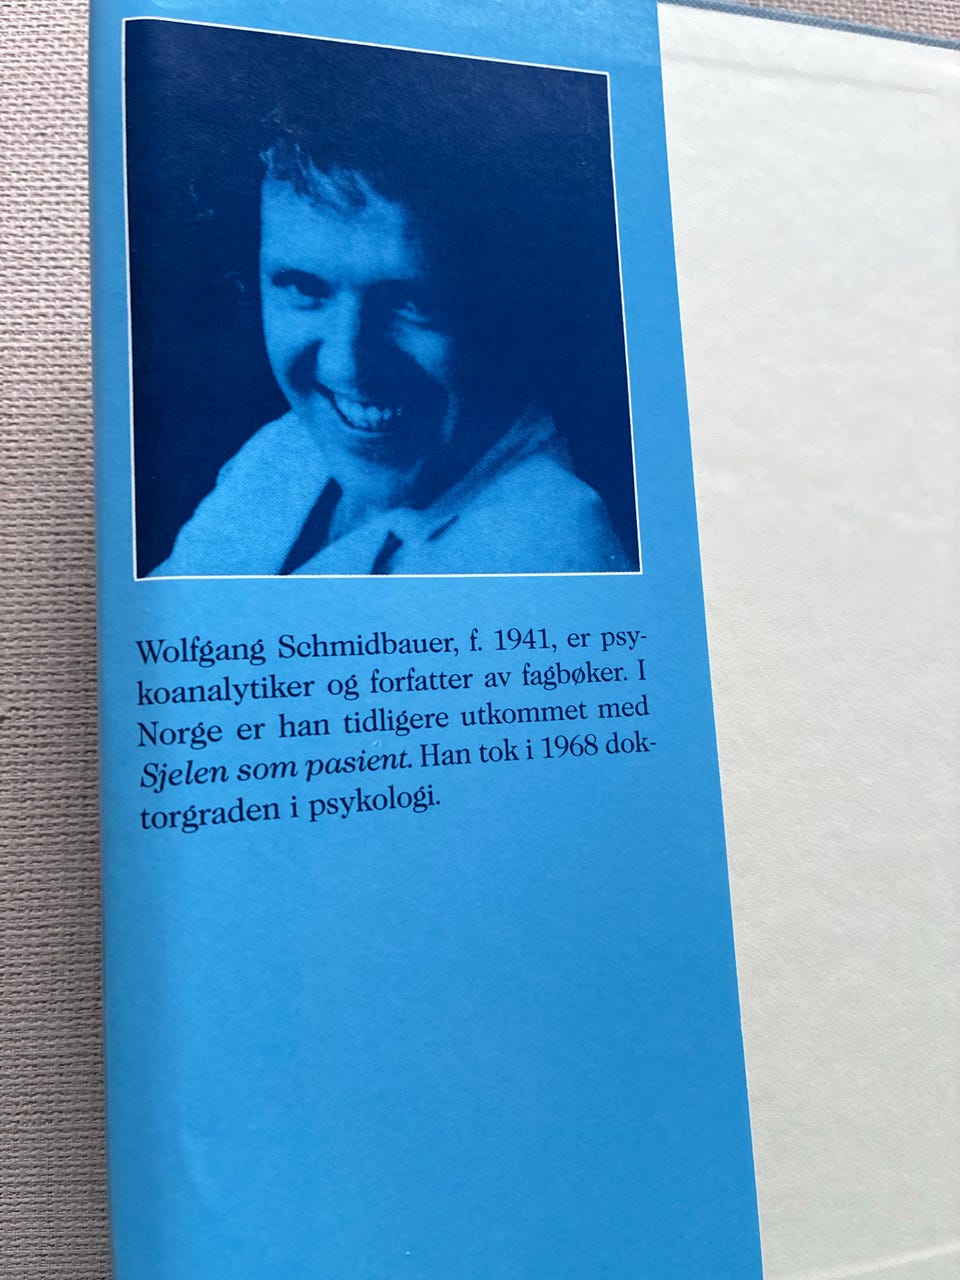 Wolfgang Schmidbauer, f. 1941, er psy-
koanalytiker og forfatter av fagbøker. I
Norge er han tidligere utkommet med
Sjelen som pasient. Han tok i 1968 dok-
torgraden i psykologi.